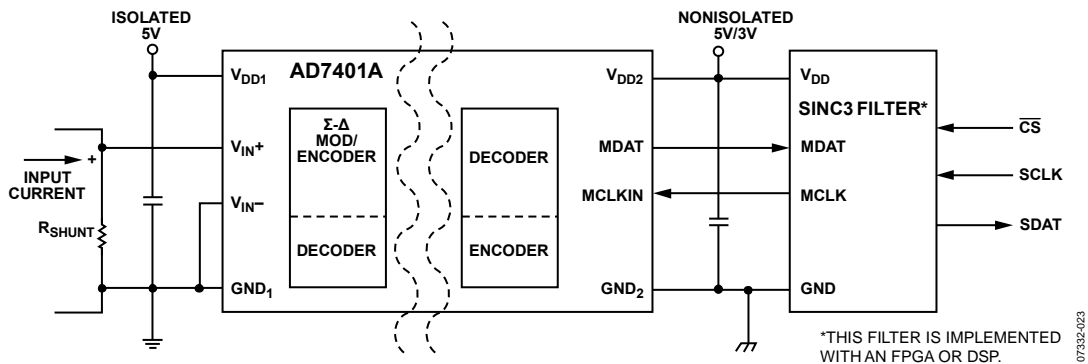 ISOLATED
5V
NONISOLATED
5V/3V
AD7401A
VDD1
VDD2
VDD
SINC3 FILTER*
Σ-Δ
MOD/
ENCODER
DECODER
VIN+
VIN−
DECODER
ENCODER
GND1
GND2
MDAT
MCLKIN
MDAT
MCLK
GND
CS
SCLK
SDAT
+
INPUT
CURRENT
RSHUNT
*THIS FILTER IS IMPLEMENTED
WITH AN FPGA OR DSP.
07332-023